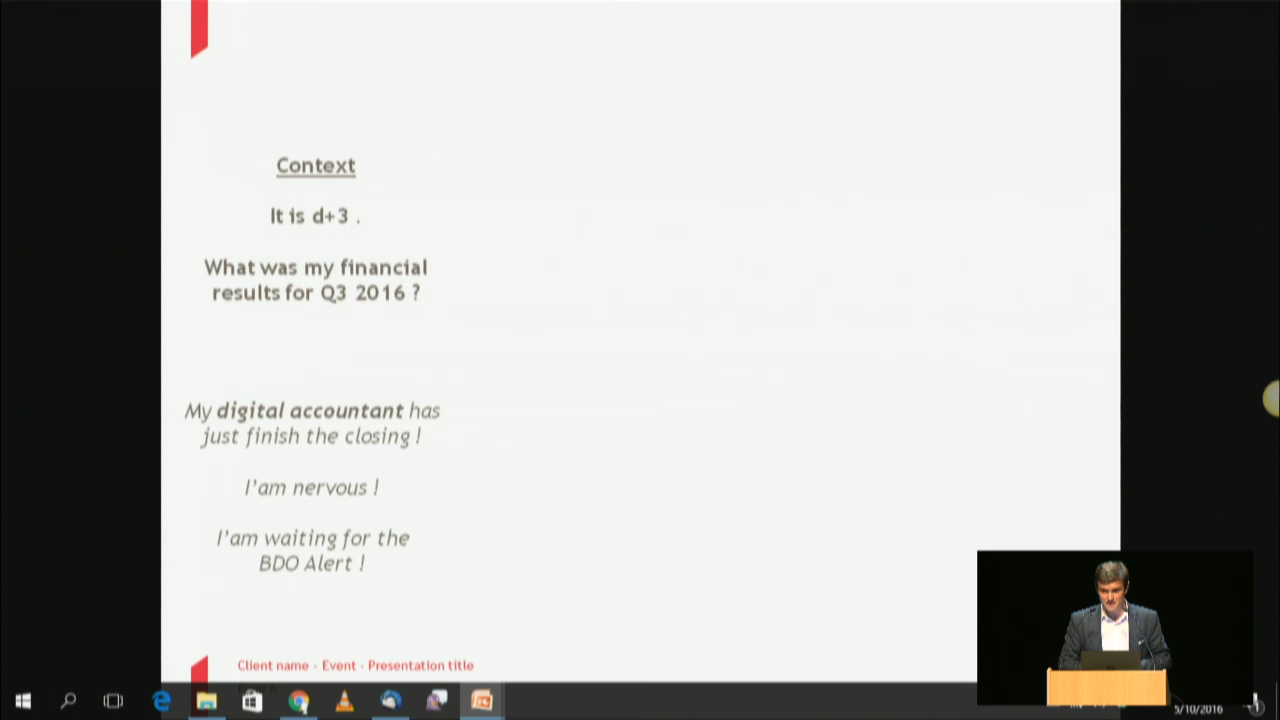 Context
It is d+3 .
What was my financial
results for Q3 2016 ?
My digital accountant has
just finish the closing !
I'am nervous !
I'am waiting for the
BDO Alert !
Client name - Event - Presentation title
5/10/2016